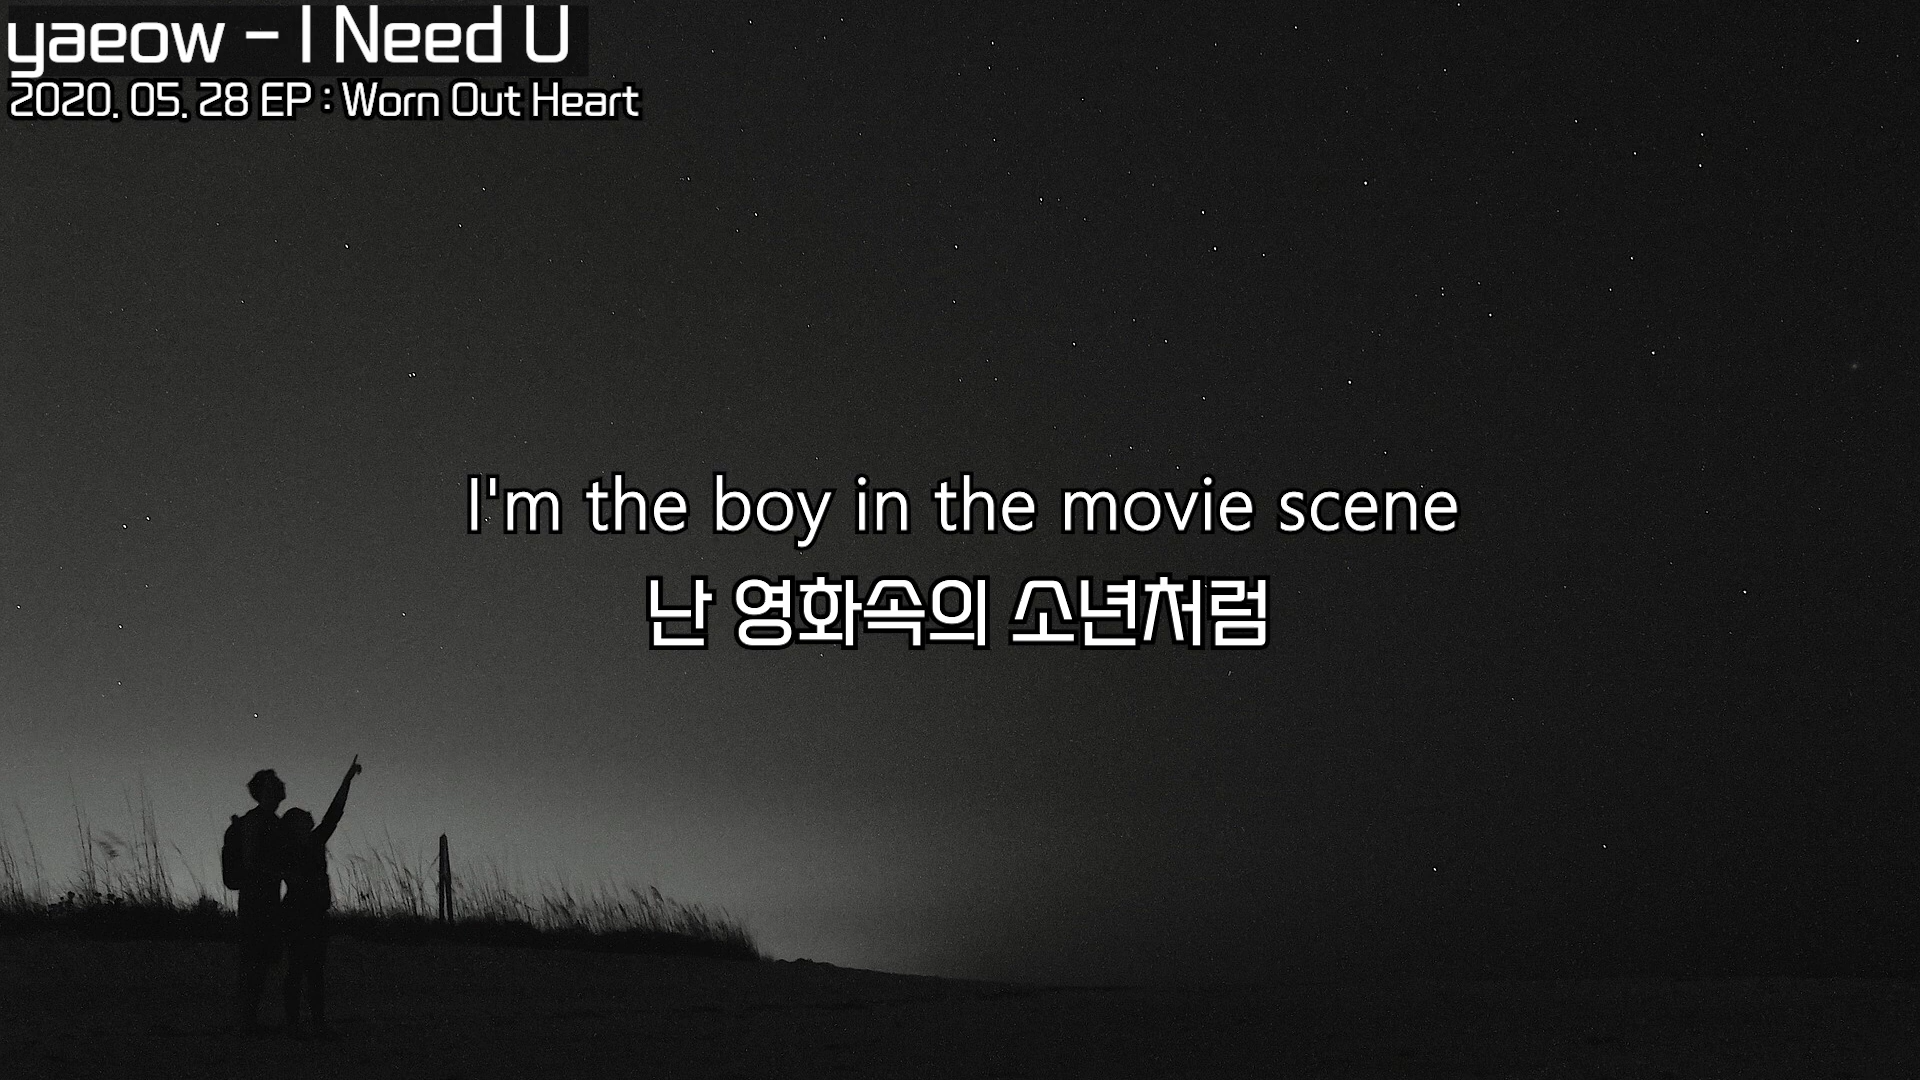 yaeow - I Need U
2020. 05. 28 EP : Worn Out Heart
I'm the boy in the movie scene
난 영화속의 소년처럼